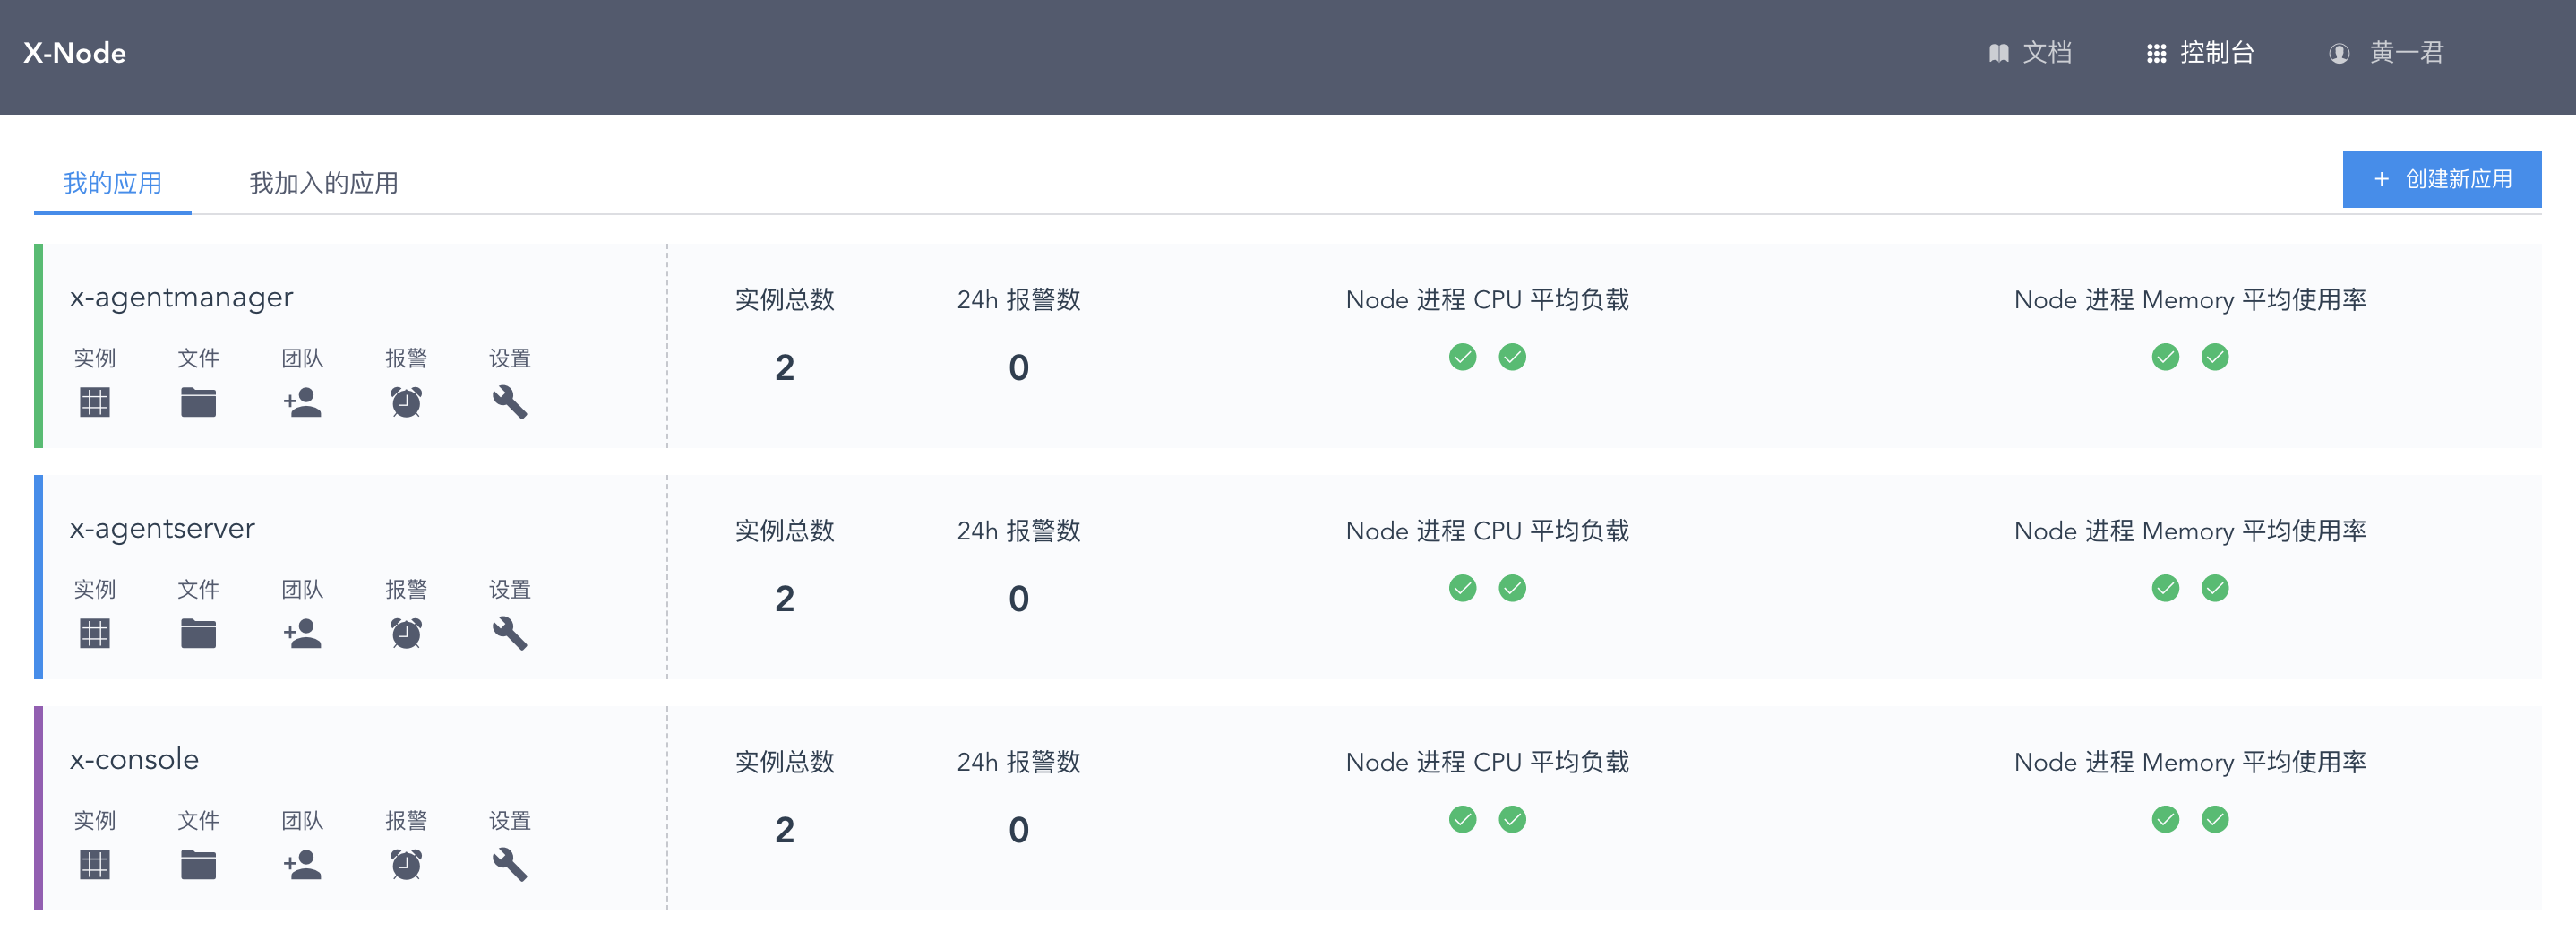 X-Node 文档 控制台 黄一君
我的应用 我加入的应用 + 创建新应用
x-agentmanager 实例总数 24h 报警数 Node 进程 CPU 平均负载 Node 进程 Memory 平均使用率
实例 文件 团队 报警 设置 2 0
x-agentserver 实例总数 24h 报警数 Node 进程 CPU 平均负载 Node 进程 Memory 平均使用率
实例 文件 团队 报警 设置 2 0
x-console 实例总数 24h 报警数 Node 进程 CPU 平均负载 Node 进程 Memory 平均使用率
实例 文件 团队 报警 设置 2 0